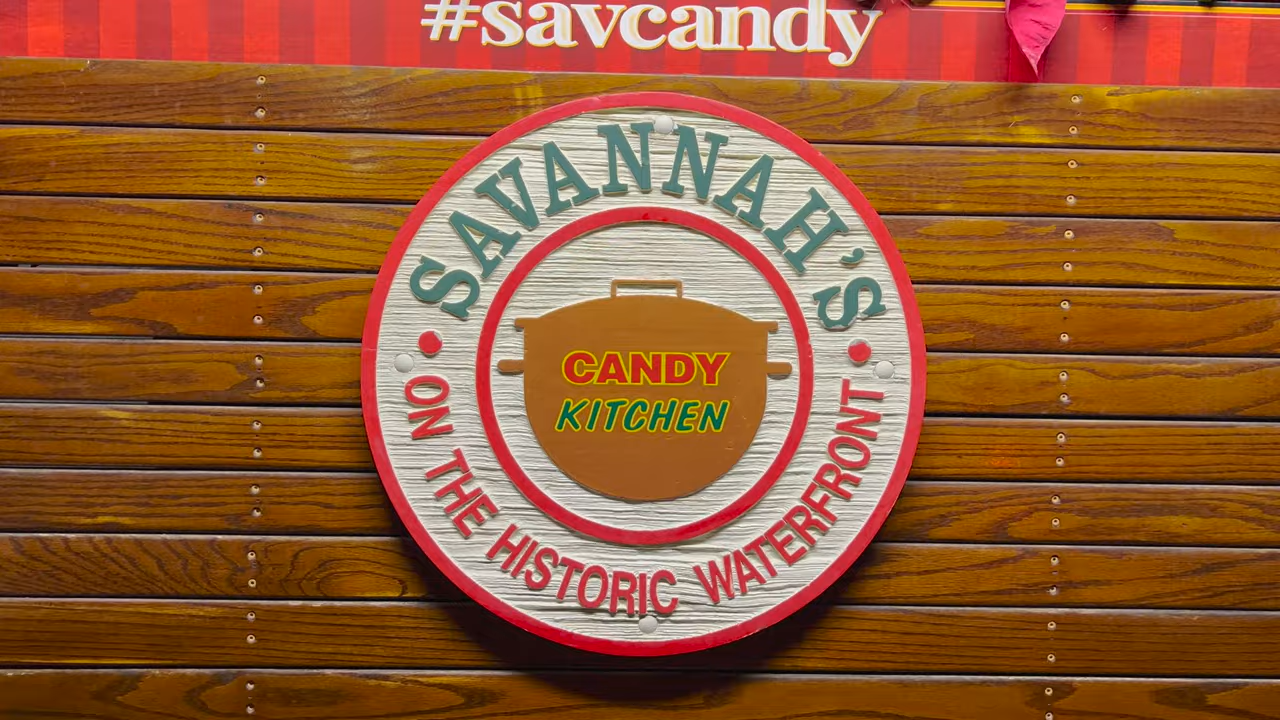 #savcandy
SAVANNAH'S
CANDY
KITCHEN
• ON THE HISTORIC WATERFRONT •